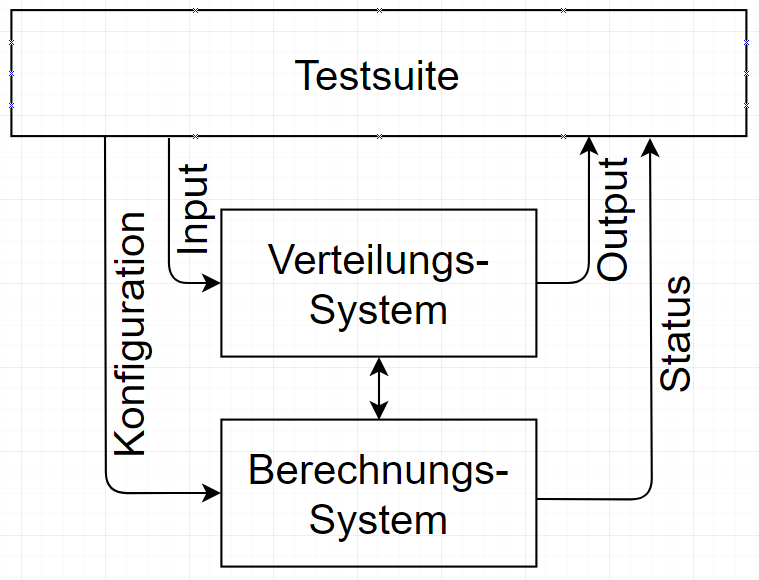 Testsuite
Input
Output
Verteilungs-
System
Konfiguration
Status
Berechnungs-
System